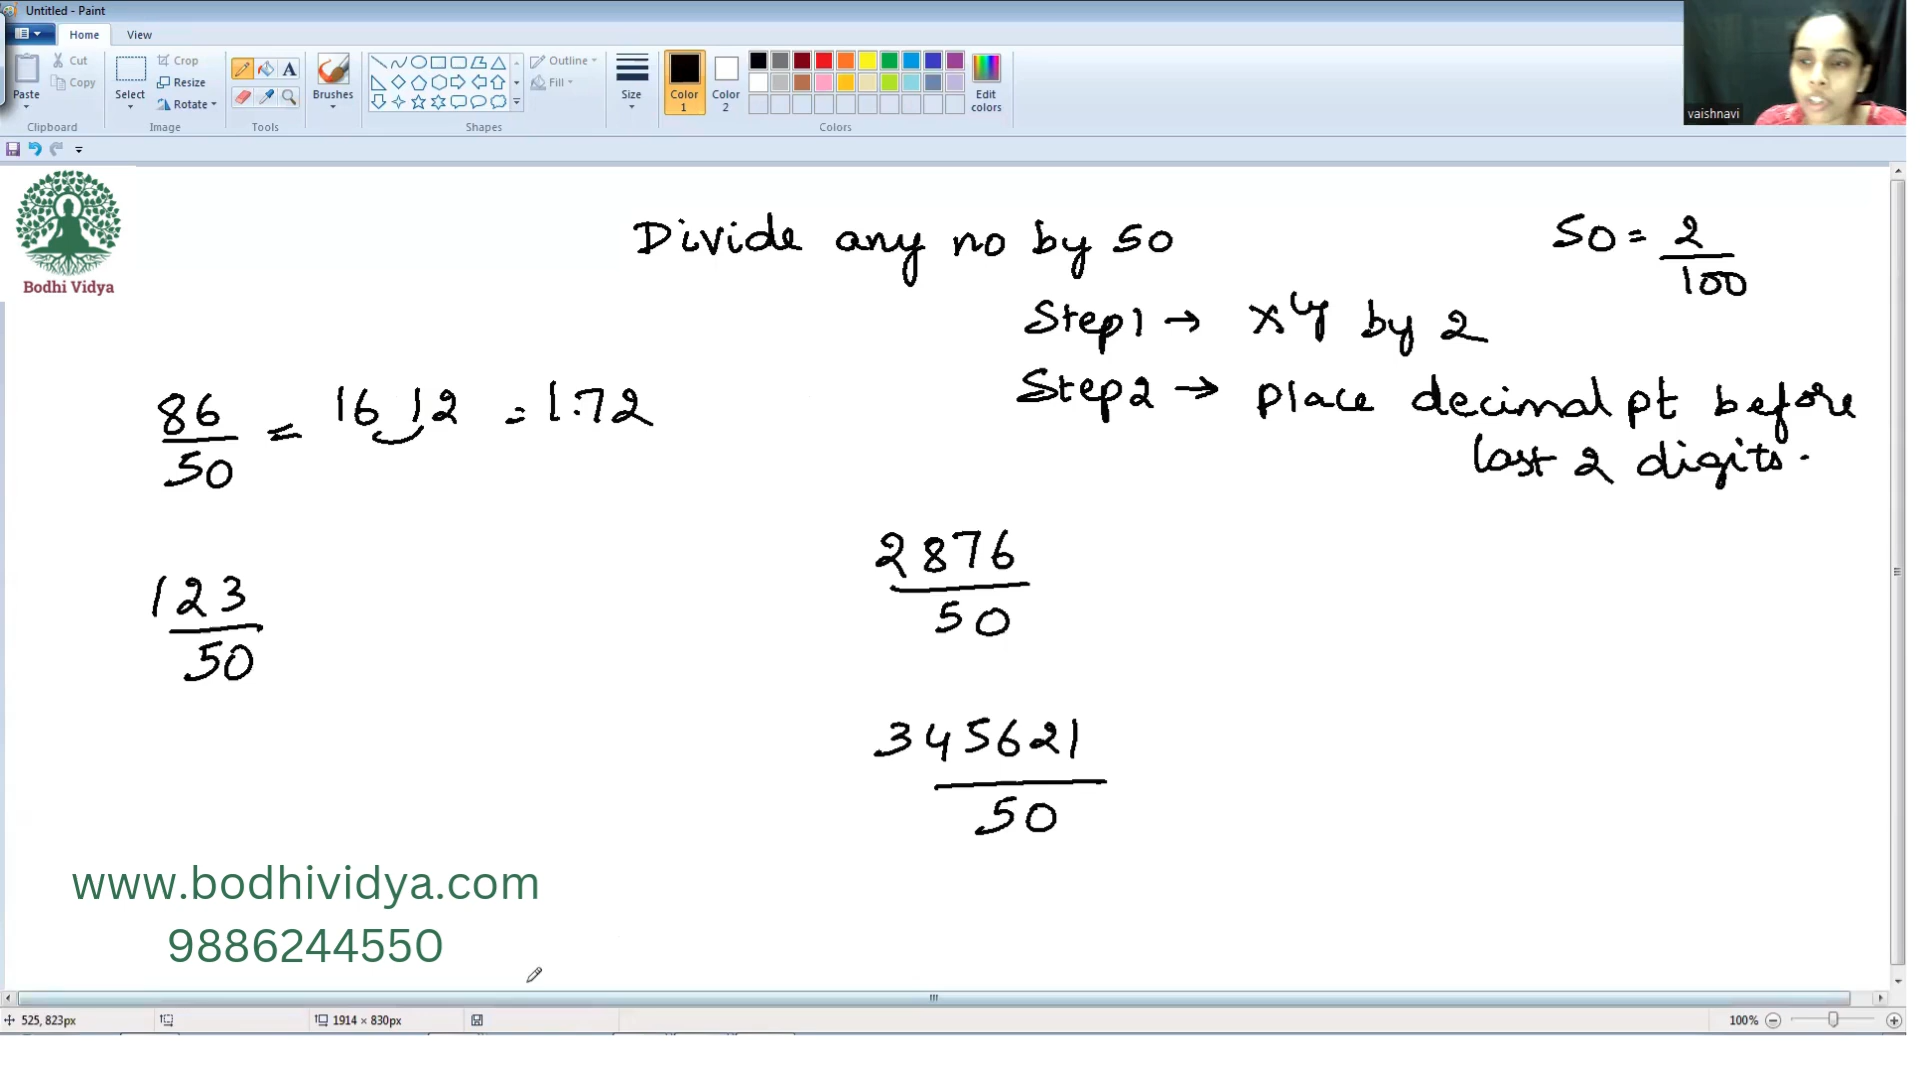 Untitled - Paint
Home View
Cut
Copy
Paste
Clipboard
Crop
Resize
Rotate
Select
Image
Tools
Brushes
Shapes
Outline
Fill
Size
Color 1
Color 2
Edit colors
Colors
vaishnavi
Bodhi Vidya
Divide any no by 50
50 = 2
100
Step1 → xly by 2
Step2 → place decimal pt before
last 2 digits.
86
50
= 16 12 = 1.72
123
50
2876
50
345621
50
www.bodhividya.com
9886244550
525, 823px
1914 × 830px
100%